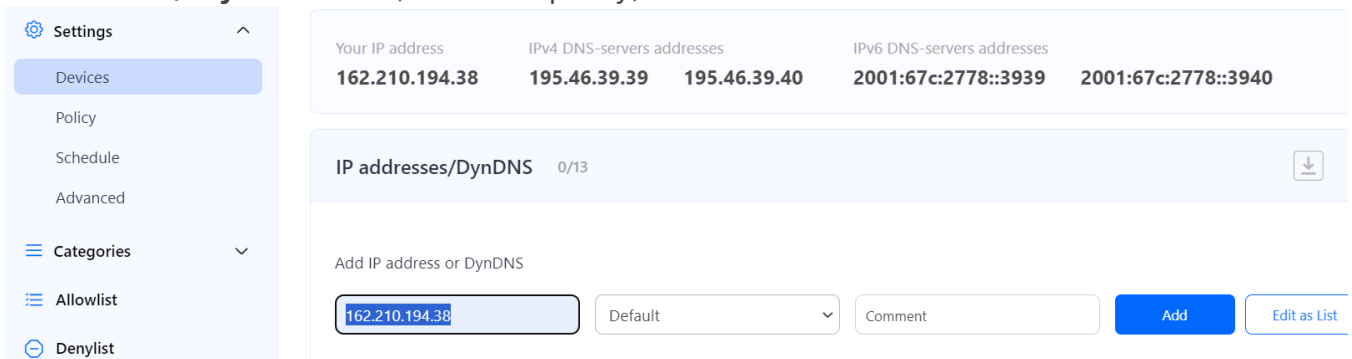 Settings
Devices
Policy
Schedule
Advanced
Categories
Allowlist
Denylist
Your IP address
162.210.194.38
IPv4 DNS-servers addresses
195.46.39.39 195.46.39.40
IPv6 DNS-servers addresses
2001:67c:2778::3939 2001:67c:2778::3940
IP addresses/DynDNS 0/13
Add IP address or DynDNS
162.210.194.38 Default Comment Add Edit as List